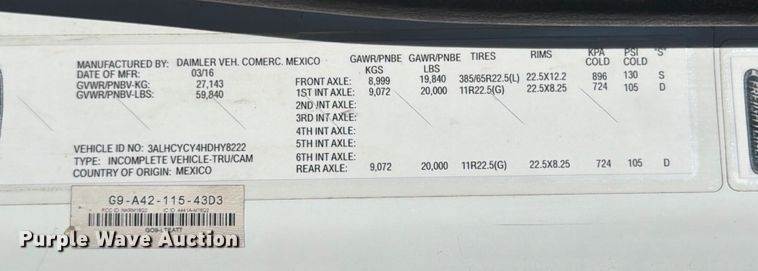 MANUFACTURED BY: DAIMLER VEH. COMERC. MEXICO
DATE OF MFR: 03/16
GVWR/PNBV-KG: 27,143
GVWR/PNBV-LBS: 59,840
VEHICLE ID NO.: 3ALHCYCY4HDHY8222
TYPE: INCOMPLETE VEHICLE-TRU/CAM
COUNTRY OF ORIGIN: MEXICO
GAWR/PNBE KGS GAWR/PNBE LBS TIRES RIMS KPA COLD PSI COLD "S"
FRONT AXLE: 8,999 19,840 385/65R22.5(L) 22.5X12.2 896 130 S
1ST INT AXLE: 9,072 20,000 11R22.5(G) 22.5X8.25 724 105 D
2ND INT AXLE:
3RD INT AXLE:
4TH INT AXLE:
5TH INT AXLE:
6TH INT AXLE:
REAR AXLE: 9,072 20,000 11R22.5(G) 22.5X8.25 724 105 D
G9-A42-115-43D3
Purple Wave Auction